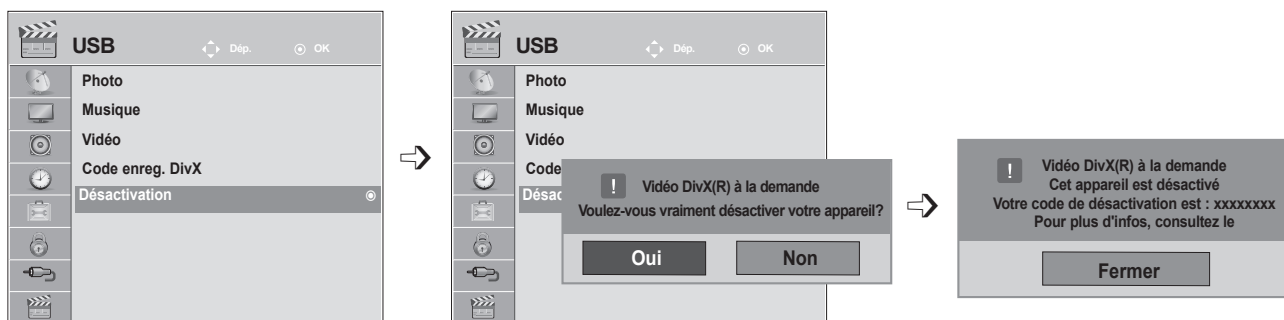 USB Dép. OK
Photo
Musique
Vidéo
Code enreg. DivX
Désactivation
USB Dép. OK
Photo
Musique
Vidéo
Code
Désac
! Vidéo DivX(R) à la demande
Voulez-vous vraiment désactiver votre appareil?
Oui Non
! Vidéo DivX(R) à la demande
Cet appareil est désactivé
Votre code de désactivation est : xxxxxxxx
Pour plus d'infos, consultez le
Fermer